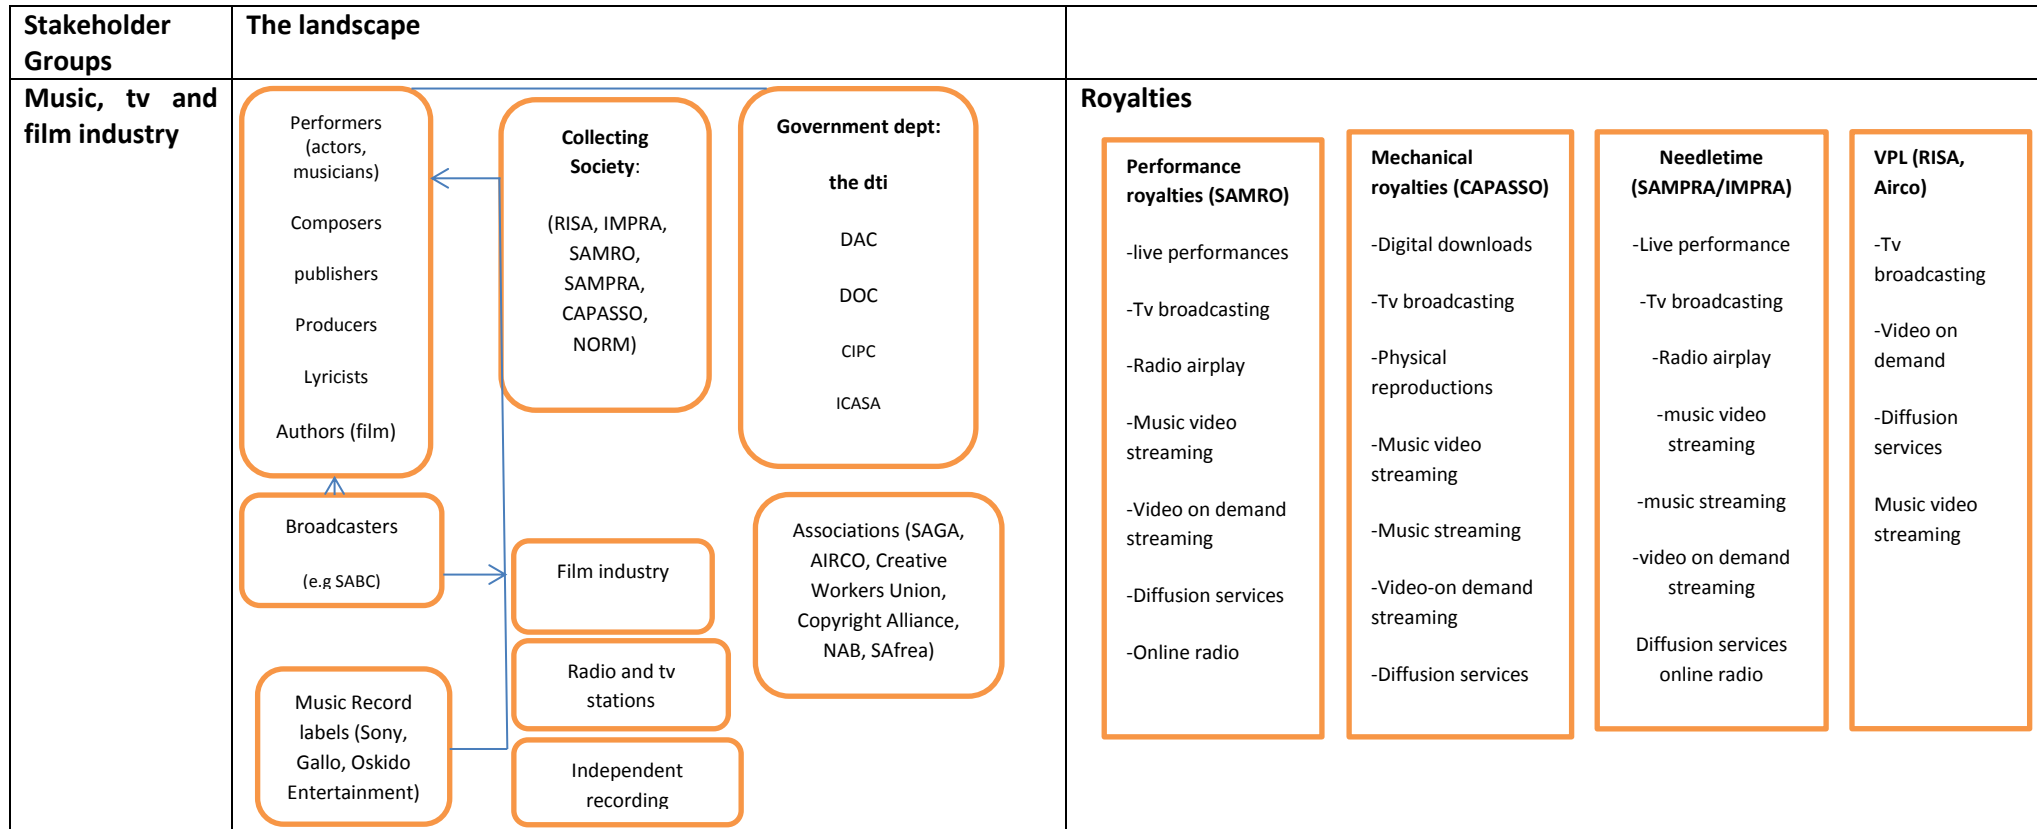 Stakeholder
Groups
The landscape
Music, tv and
film industry
Performers
(actors,
musicians)
Composers
publishers
Producers
Lyricists
Authors (film)
Collecting
Society:
(RISA, IMPRA,
SAMRO,
SAMPRA,
CAPASSO,
NORM)
Government dept:
the dti
DAC
DOC
CIPC
ICASA
Broadcasters
(e.g SABC)
Film industry
Associations (SAGA,
AIRCO, Creative
Workers Union,
Copyright Alliance,
NAB, SAfrea)
Radio and tv
stations
Music Record
labels (Sony,
Gallo, Oskido
Entertainment)
Independent
recording
Royalties
Performance
royalties (SAMRO)
-live performances
-Tv broadcasting
-Radio airplay
-Music video
streaming
-Video on demand
streaming
-Diffusion services
-Online radio
Mechanical
royalties (CAPASSO)
-Digital downloads
-Tv broadcasting
-Physical
reproductions
-Music video
streaming
-Music streaming
-Video-on demand
streaming
-Diffusion services
Needletime
(SAMPRA/IMPRA)
-Live performance
-Tv broadcasting
-Radio airplay
-music video
streaming
-music streaming
-video on demand
streaming
Diffusion services
online radio
VPL (RISA,
Airco)
-Tv
broadcasting
-Video on
demand
-Diffusion
services
Music video
streaming